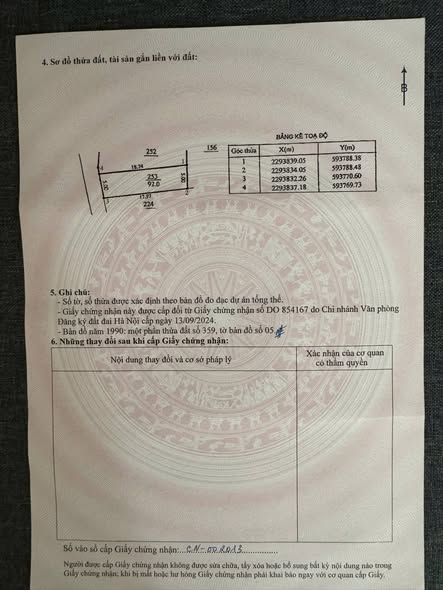 4. Sơ đồ thửa đất, tài sản gắn liền với đất:
B
BẢNG KÊ TOẠ ĐỘ
Góc thửa X(m) Y(m)
1 2293839.05 593788.38
2 2293834.05 593788.48
3 2293832.26 593770.60
4 2293837.18 593769.73
252
156
4 18.74 1
5.00 253 5.00
92.0
3 17.97 2
224
5. Ghi chú:
- Số tờ, số thửa được xác định theo bản đồ đo đạc dự án tổng thể.
- Giấy chứng nhận này được cấp đổi từ Giấy chứng nhận số DO 854167 do Chi nhánh Văn phòng
Đăng ký đất đai Hà Nội cấp ngày 13/09/2024.
- Bản đồ năm 1990: một phần thửa đất số 359, tờ bản đồ số 05.
6. Những thay đổi sau khi cấp Giấy chứng nhận:
Nội dung thay đổi và cơ sở pháp lý
Xác nhận của cơ quan
có thẩm quyền
Số vào sổ cấp Giấy chứng nhận:
Người được cấp Giấy chứng nhận không được sửa chữa, tẩy xóa hoặc bổ sung bất kỳ nội dung nào trong
Giấy chứng nhận; khi bị mất hoặc hư hỏng Giấy chứng nhận phải khai báo ngay với cơ quan cấp Giấy.